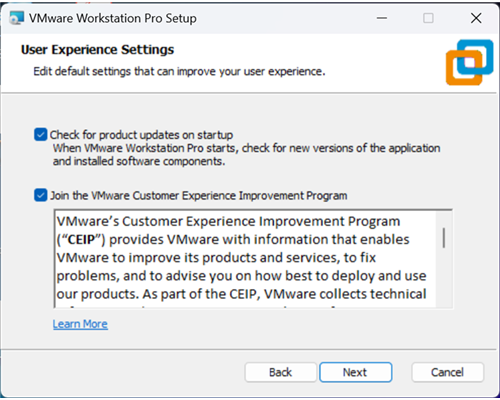 VMware Workstation Pro Setup
User Experience Settings
Edit default settings that can improve your user experience.
Check for product updates on startup
When VMware Workstation Pro starts, check for new versions of the application
and installed software components.
Join the VMware Customer Experience Improvement Program
VMware's Customer Experience Improvement Program
("CEIP") provides VMware with information that enables
VMware to improve its products and services, to fix
problems, and to advise you on how best to deploy and use
our products. As part of the CEIP, VMware collects technical
Learn More
Back
Next
Cancel